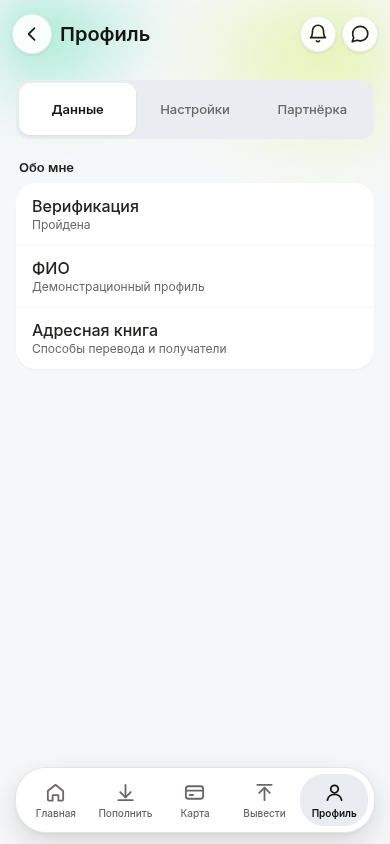 Профиль
Данные
Настройки
Партнёрка
Обо мне
Верификация
Пройдена
ФИО
Демонстрационный профиль
Адресная книга
Способы перевода и получатели
Главная
Пополнить
Карта
Вывести
Профиль